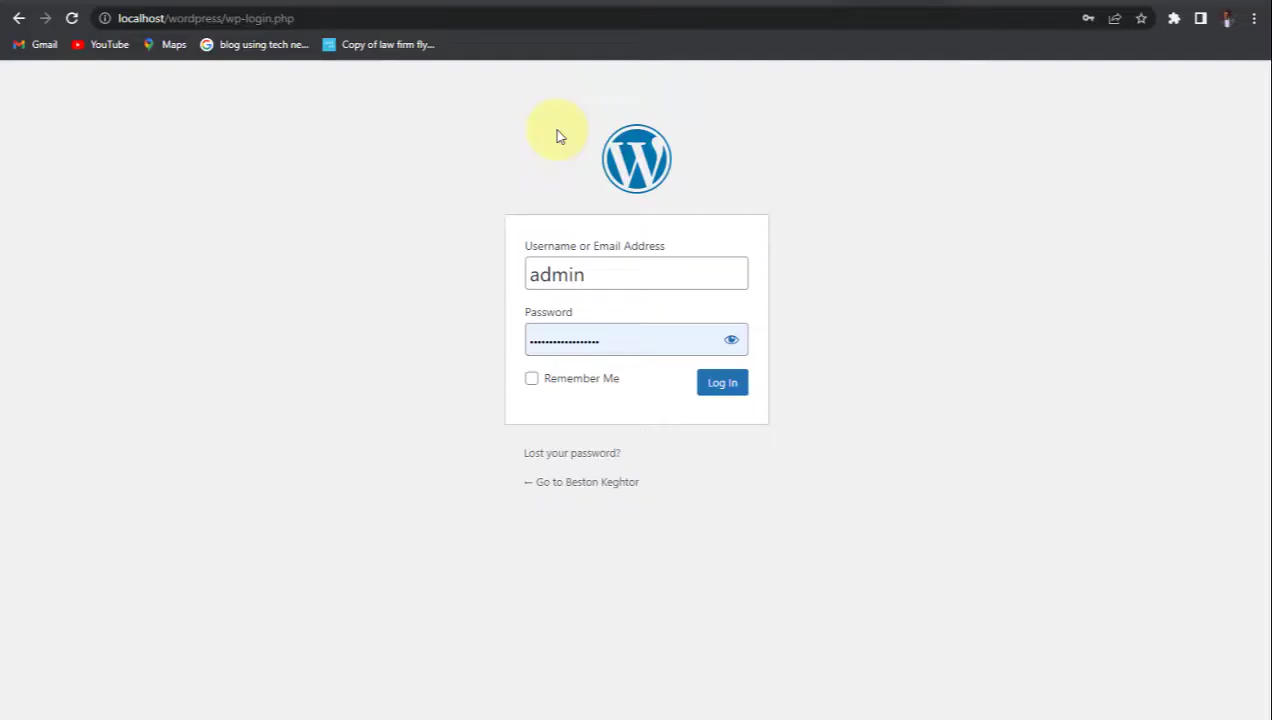 localhost/wordpress/wp-login.php
Gmail YouTube Maps blog using tech ne... Copy of law firm fly...
Username or Email Address
admin
Password
••••••••••••••••••
Remember Me Log In
Lost your password?
← Go to Beston Keghtor